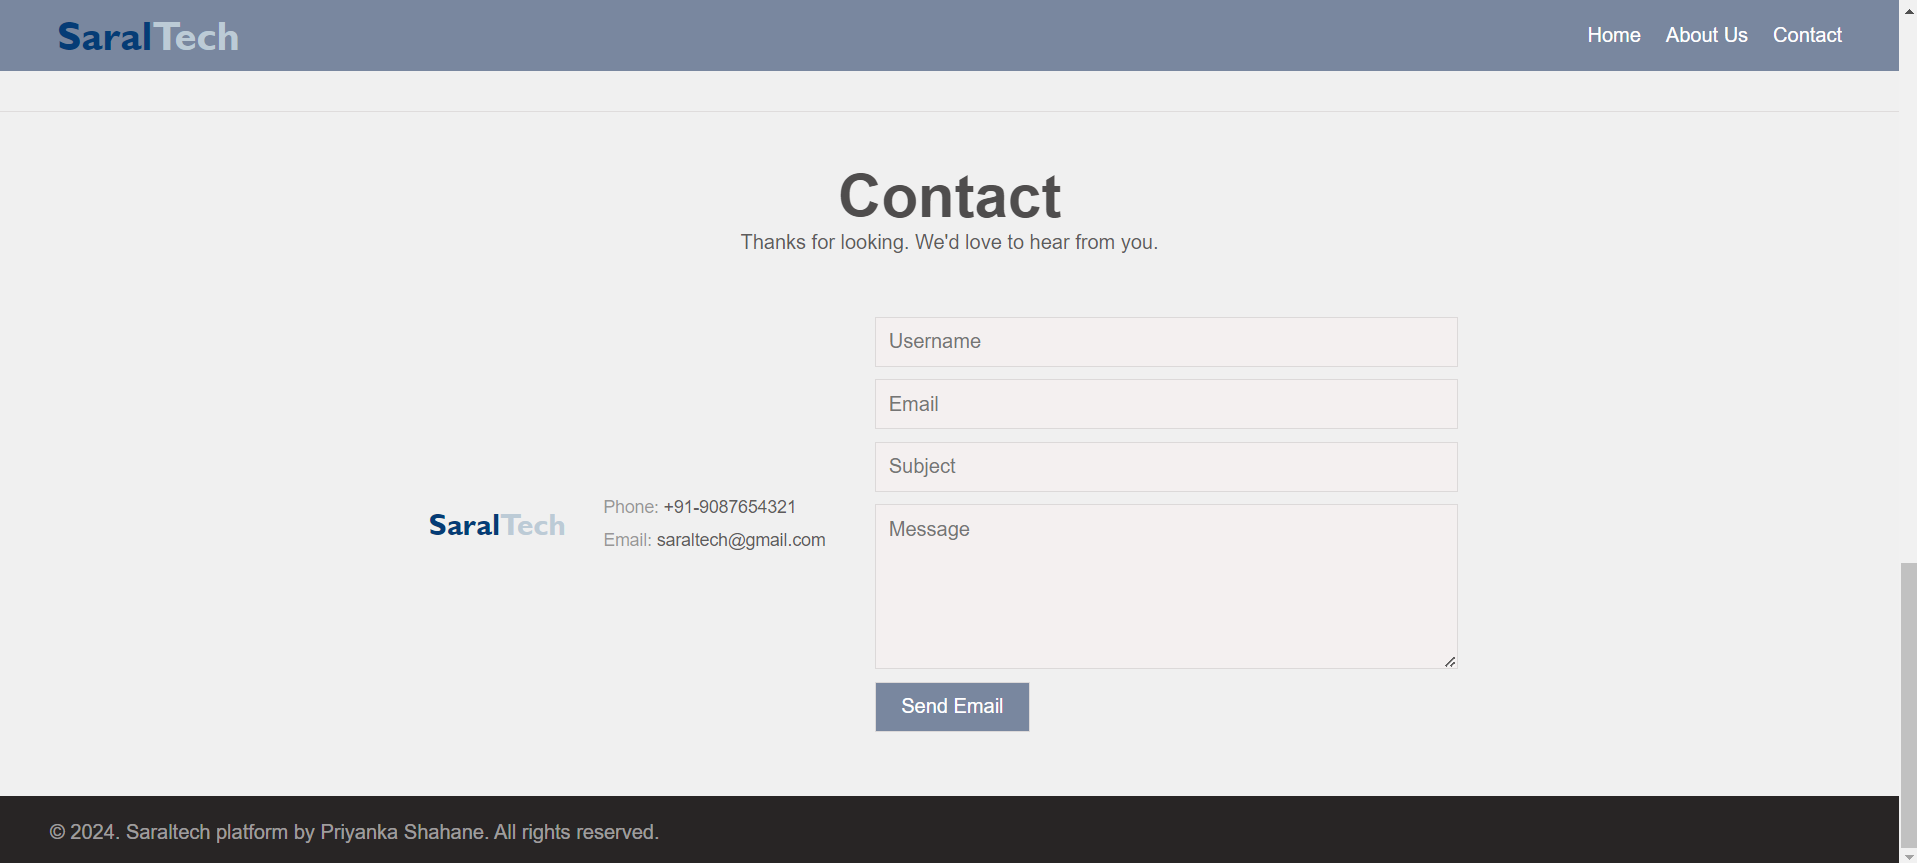 SaralTech
Home About Us Contact
Contact
Thanks for looking. We'd love to hear from you.
SaralTech
Phone: +91-9087654321
Email: saraltech@gmail.com
Username
Email
Subject
Message
Send Email
© 2024. Saraltech platform by Priyanka Shahane. All rights reserved.